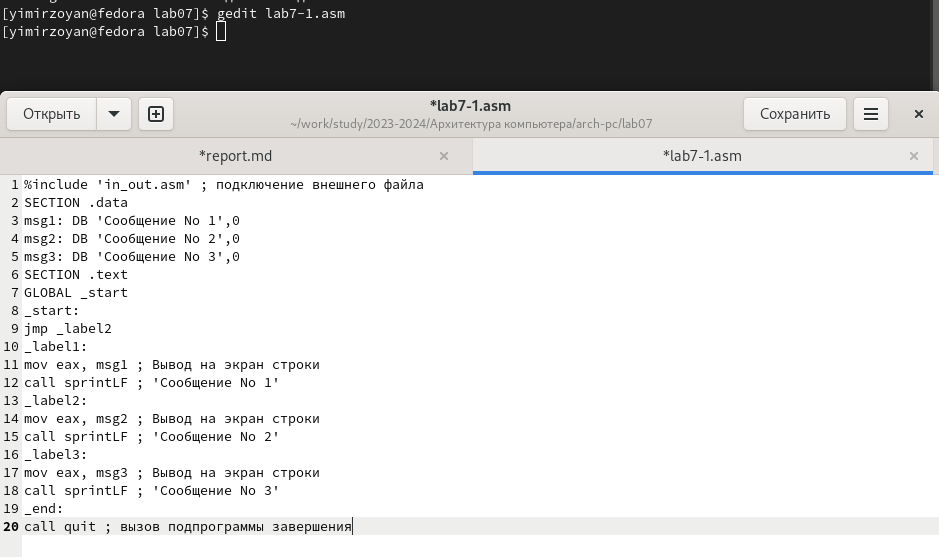 [yimirzoyan@fedora lab07]$ gedit lab7-1.asm
[yimirzoyan@fedora lab07]$
Открыть
*lab7-1.asm
~/work/study/2023-2024/Архитектура компьютера/arch-pc/lab07
Сохранить
*report.md
*lab7-1.asm
1 %include 'in_out.asm' ; подключение внешнего файла
2 SECTION .data
3 msg1: DB 'Сообщение No 1',0
4 msg2: DB 'Сообщение No 2',0
5 msg3: DB 'Сообщение No 3',0
6 SECTION .text
7 GLOBAL _start
8 _start:
9 jmp _label2
10 _label1:
11 mov eax, msg1 ; Вывод на экран строки
12 call sprintLF ; 'Сообщение No 1'
13 _label2:
14 mov eax, msg2 ; Вывод на экран строки
15 call sprintLF ; 'Сообщение No 2'
16 _label3:
17 mov eax, msg3 ; Вывод на экран строки
18 call sprintLF ; 'Сообщение No 3'
19 _end:
20 call quit ; вызов подпрограммы завершения